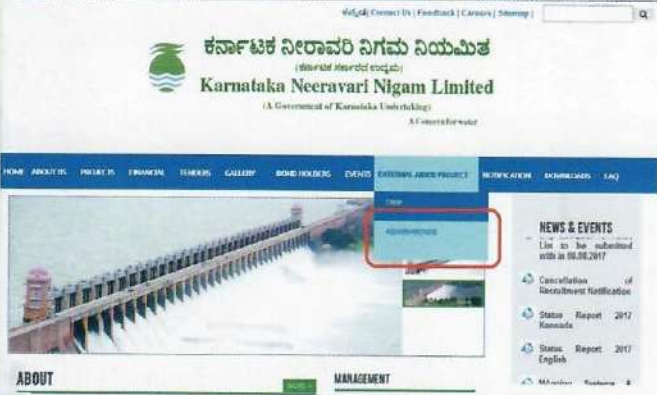 ಕನ್ನಡ| Contact Us | Feedback | Careers | Sitemap |
ಕರ್ನಾಟಕ ನೀರಾವರಿ ನಿಗಮ ನಿಯಮಿತ
(ಕರ್ನಾಟಕ ಸರ್ಕಾರದ ಉದ್ಯಮ)
Karnataka Neeravari Nigam Limited
(A Government of Karnataka Undertaking)
A Concern for water
HOME ABOUT US PROJECTS FINANCIAL TENDERS GALLERY BOND HOLDERS EVENTS EXTERNAL AIDED PROJECT NOTIFICATION DOWNLOADS FAQ
NEWS & EVENTS
List to be submitted
with in 08.08.2017
Cancellation of
Recruitment Notification
Status Report 2017
Kannada
Status Report 2017
English
ABOUT
MORE
MANAGEMENT